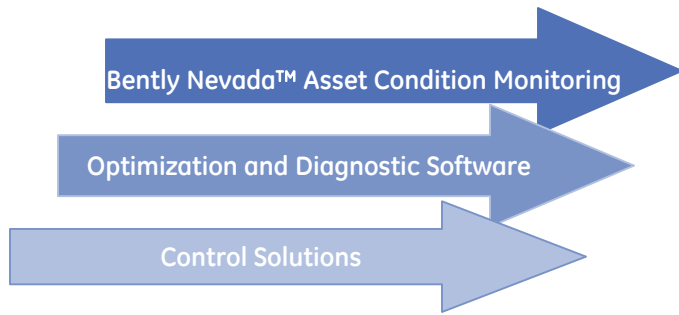 Bently Nevada™ Asset Condition Monitoring
Optimization and Diagnostic Software
Control Solutions